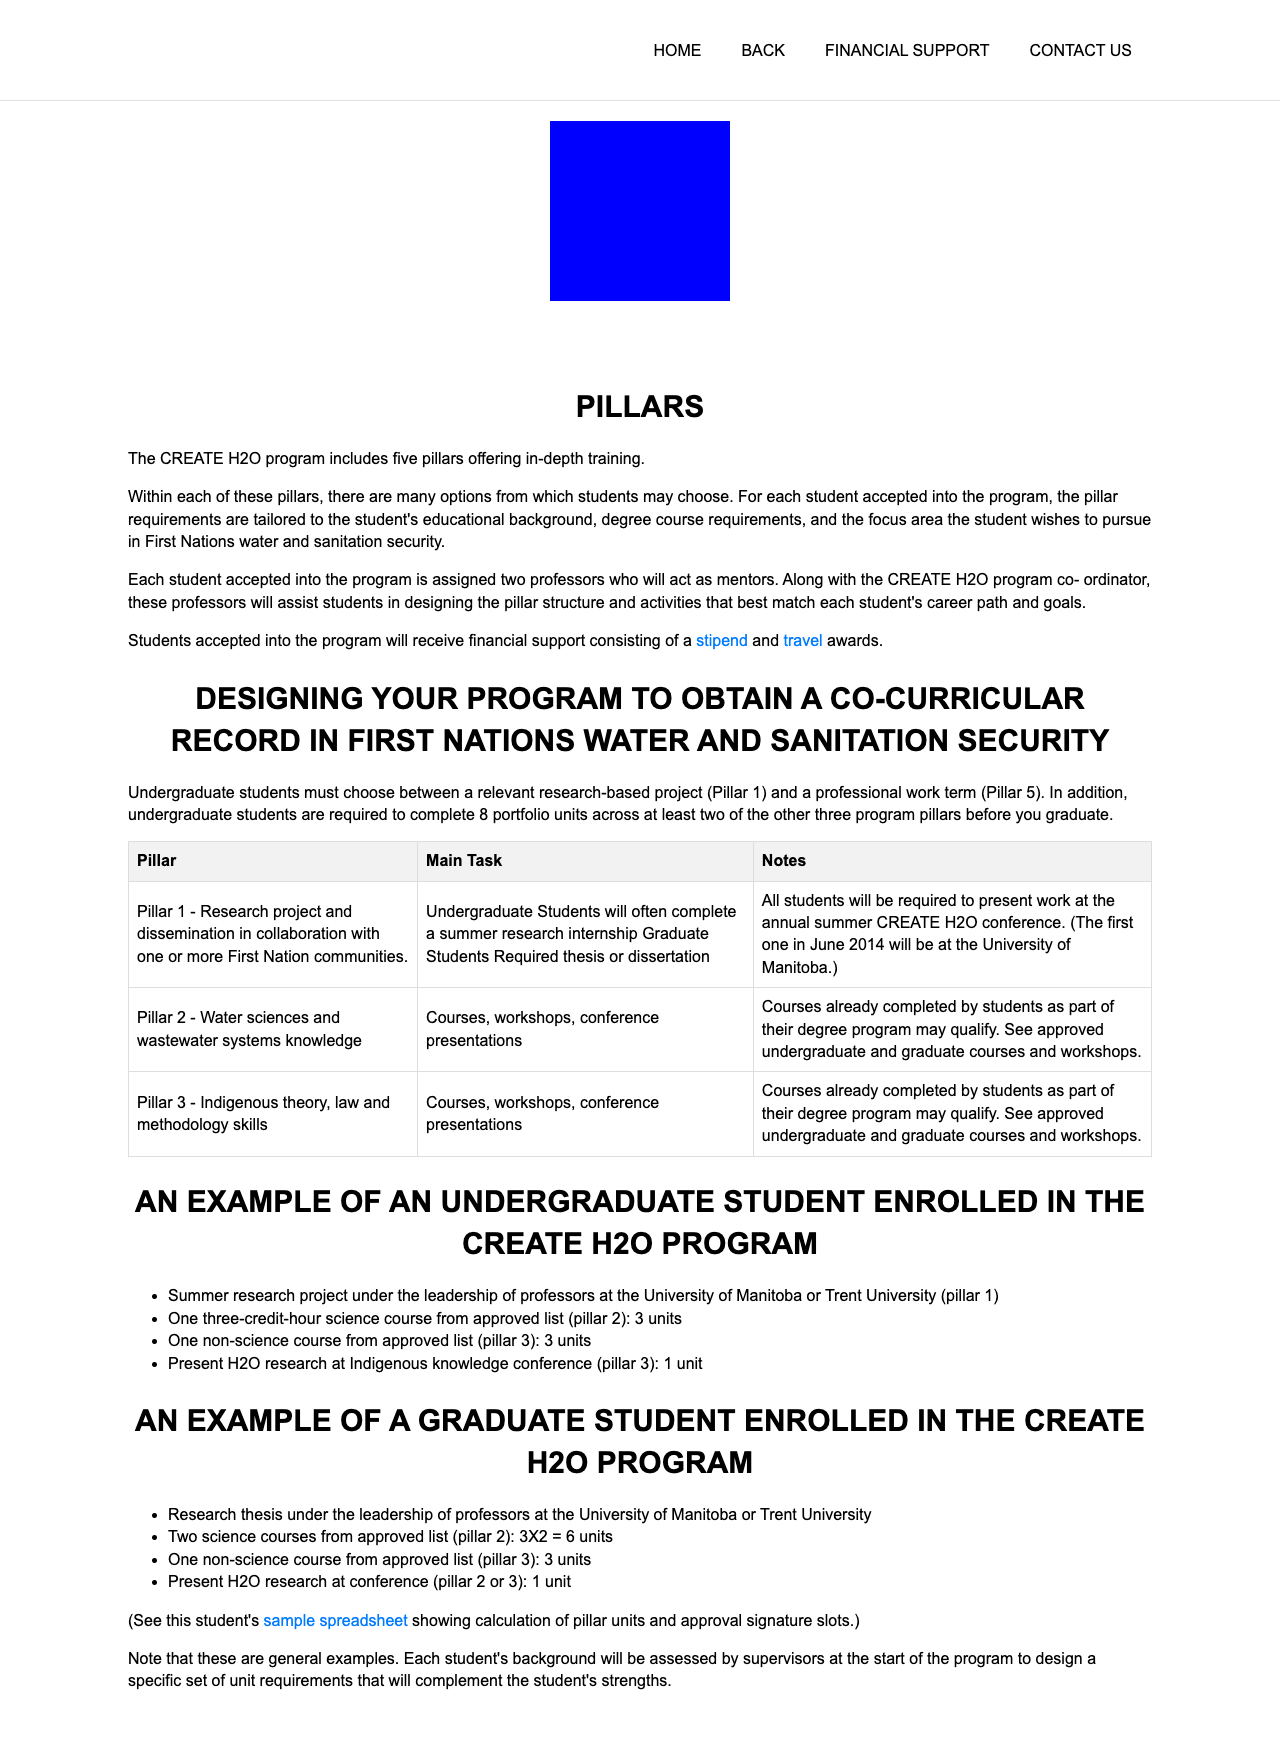 HOME BACK FINANCIAL SUPPORT CONTACT US
PILLARS
The CREATE H2O program includes five pillars offering in-depth training.
Within each of these pillars, there are many options from which students may choose. For each student accepted into the program, the pillar
requirements are tailored to the student's educational background, degree course requirements, and the focus area the student wishes to pursue
in First Nations water and sanitation security.
Each student accepted into the program is assigned two professors who will act as mentors. Along with the CREATE H2O program co- ordinator,
these professors will assist students in designing the pillar structure and activities that best match each student's career path and goals.
Students accepted into the program will receive financial support consisting of a stipend and travel awards.
DESIGNING YOUR PROGRAM TO OBTAIN A CO-CURRICULAR
RECORD IN FIRST NATIONS WATER AND SANITATION SECURITY
Undergraduate students must choose between a relevant research-based project (Pillar 1) and a professional work term (Pillar 5). In addition,
undergraduate students are required to complete 8 portfolio units across at least two of the other three program pillars before you graduate.
Pillar Main Task Notes
Pillar 1 - Research project and
dissemination in collaboration with
one or more First Nation communities.
Undergraduate Students will often complete
a summer research internship Graduate
Students Required thesis or dissertation
All students will be required to present work at the
annual summer CREATE H2O conference. (The first
one in June 2014 will be at the University of
Manitoba.)
Pillar 2 - Water sciences and
wastewater systems knowledge
Courses, workshops, conference
presentations
Courses already completed by students as part of
their degree program may qualify. See approved
undergraduate and graduate courses and workshops.
Pillar 3 - Indigenous theory, law and
methodology skills
Courses, workshops, conference
presentations
Courses already completed by students as part of
their degree program may qualify. See approved
undergraduate and graduate courses and workshops.
AN EXAMPLE OF AN UNDERGRADUATE STUDENT ENROLLED IN THE
CREATE H2O PROGRAM
• Summer research project under the leadership of professors at the University of Manitoba or Trent University (pillar 1)
• One three-credit-hour science course from approved list (pillar 2): 3 units
• One non-science course from approved list (pillar 3): 3 units
• Present H2O research at Indigenous knowledge conference (pillar 3): 1 unit
AN EXAMPLE OF A GRADUATE STUDENT ENROLLED IN THE CREATE
H2O PROGRAM
• Research thesis under the leadership of professors at the University of Manitoba or Trent University
• Two science courses from approved list (pillar 2): 3X2 = 6 units
• One non-science course from approved list (pillar 3): 3 units
• Present H2O research at conference (pillar 2 or 3): 1 unit
(See this student's sample spreadsheet showing calculation of pillar units and approval signature slots.)
Note that these are general examples. Each student's background will be assessed by supervisors at the start of the program to design a
specific set of unit requirements that will complement the student's strengths.